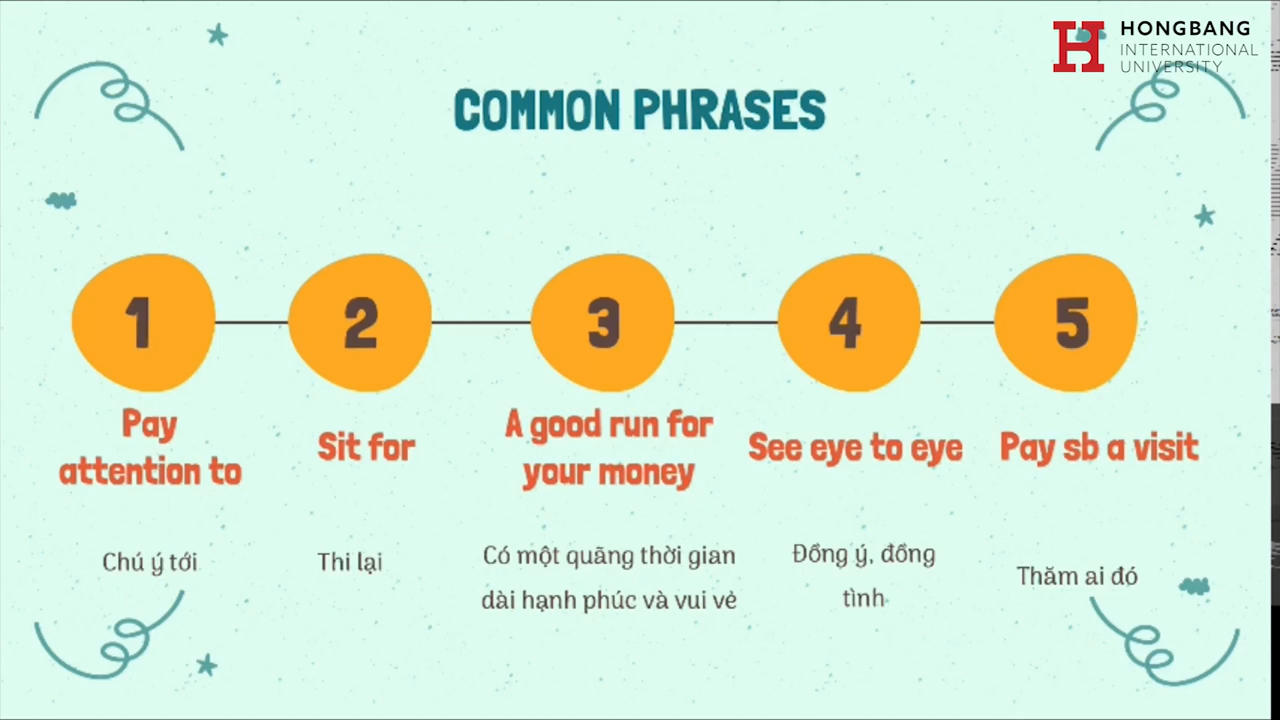 HONGBANG
INTERNATIONAL
UNIVERSITY
COMMON PHRASES
1
2
3
4
5
Pay
attention to
Sit for
A good run for
your money
See eye to eye
Pay sb a visit
Chú ý tới
Thi lại
Có một quãng thời gian
dài hạnh phúc và vui vẻ
Đồng ý, đồng
tình
Thăm ai đó